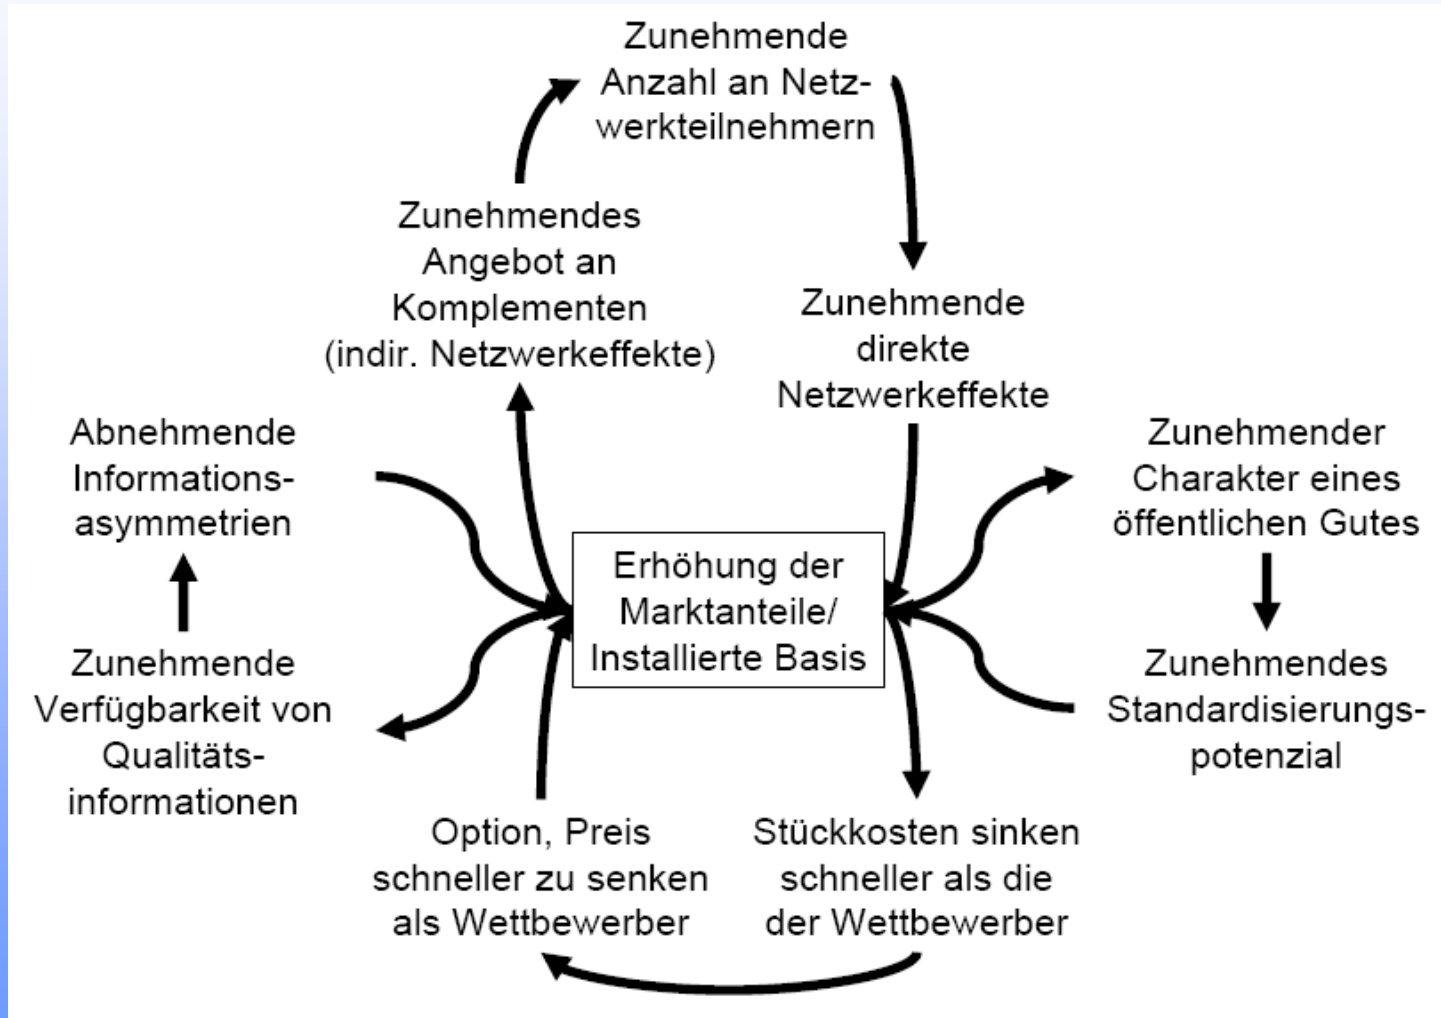 Zunehmende
Anzahl an Netz-
werkteilnehmern
Zunehmendes
Angebot an
Komplementen
(indir. Netzwerkeffekte)
Zunehmende
direkte
Netzwerkeffekte
Abnehmende
Informations-
asymmetrien
Zunehmender
Charakter eines
öffentlichen Gutes
Erhöhung der
Marktanteile/
Installierte Basis
Zunehmende
Verfügbarkeit von
Qualitäts-
informationen
Zunehmendes
Standardisierungs-
potenzial
Option, Preis
schneller zu senken
als Wettbewerber
Stückkosten sinken
schneller als die
der Wettbewerber